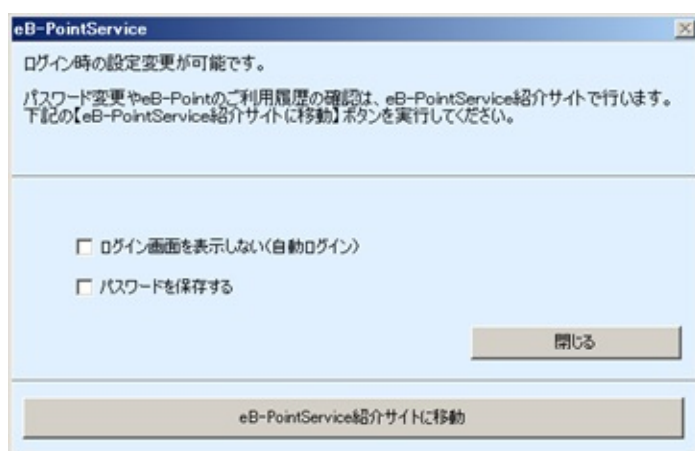 eB-PointService
ログイン時の設定変更が可能です。
パスワード変更やeB-Pointのご利用履歴の確認は、eB-PointService紹介サイトで行います。
下記の【eB-PointService紹介サイトに移動】ボタンを実行してください。
ログイン画面を表示しない(自動ログイン)
パスワードを保存する
閉じる
eB-PointService紹介サイトに移動